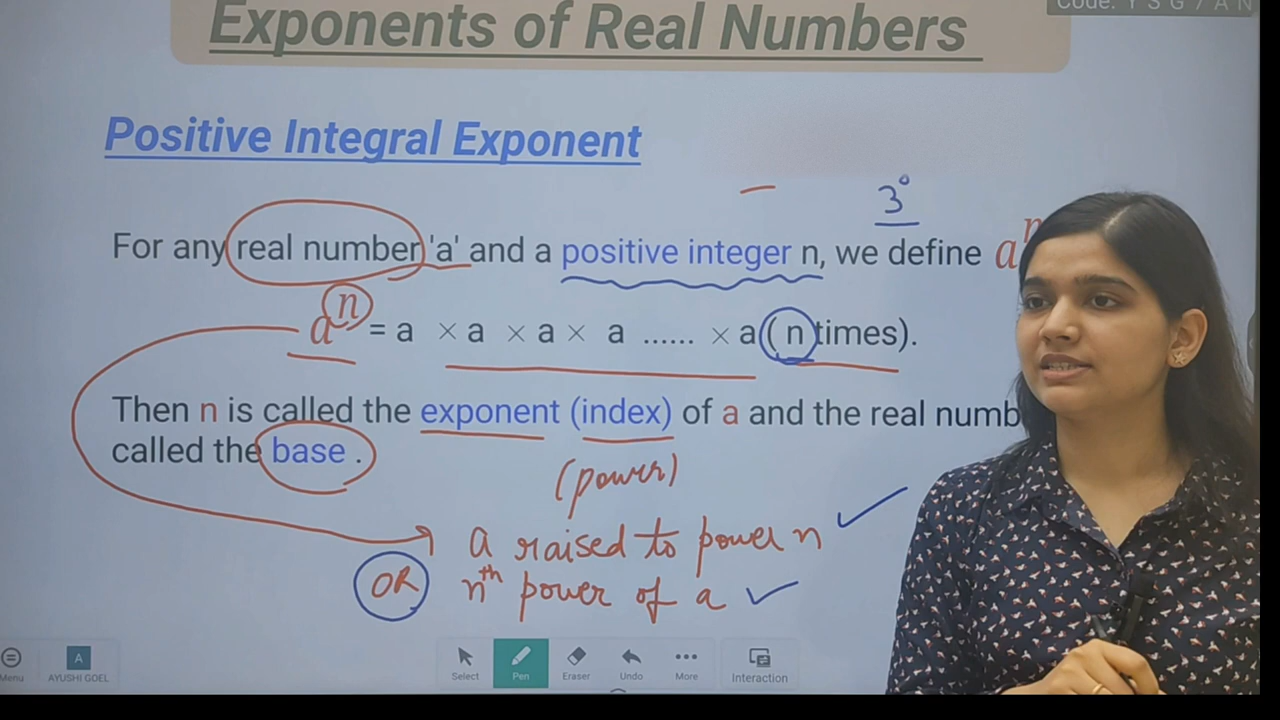 Code: Y S G 7 A N
Exponents of Real Numbers
Positive Integral Exponent
3°
For any real number 'a' and a positive integer n, we define a
aⁿ = a × a × a × a ...... × a ( n times).
Then n is called the exponent (index) of a and the real numb
called the base .
(power)
a raised to power n
OR nᵗʰ power of a
Menu
A
AYUSHI GOEL
Select
Pen
Eraser
Undo
More
Interaction